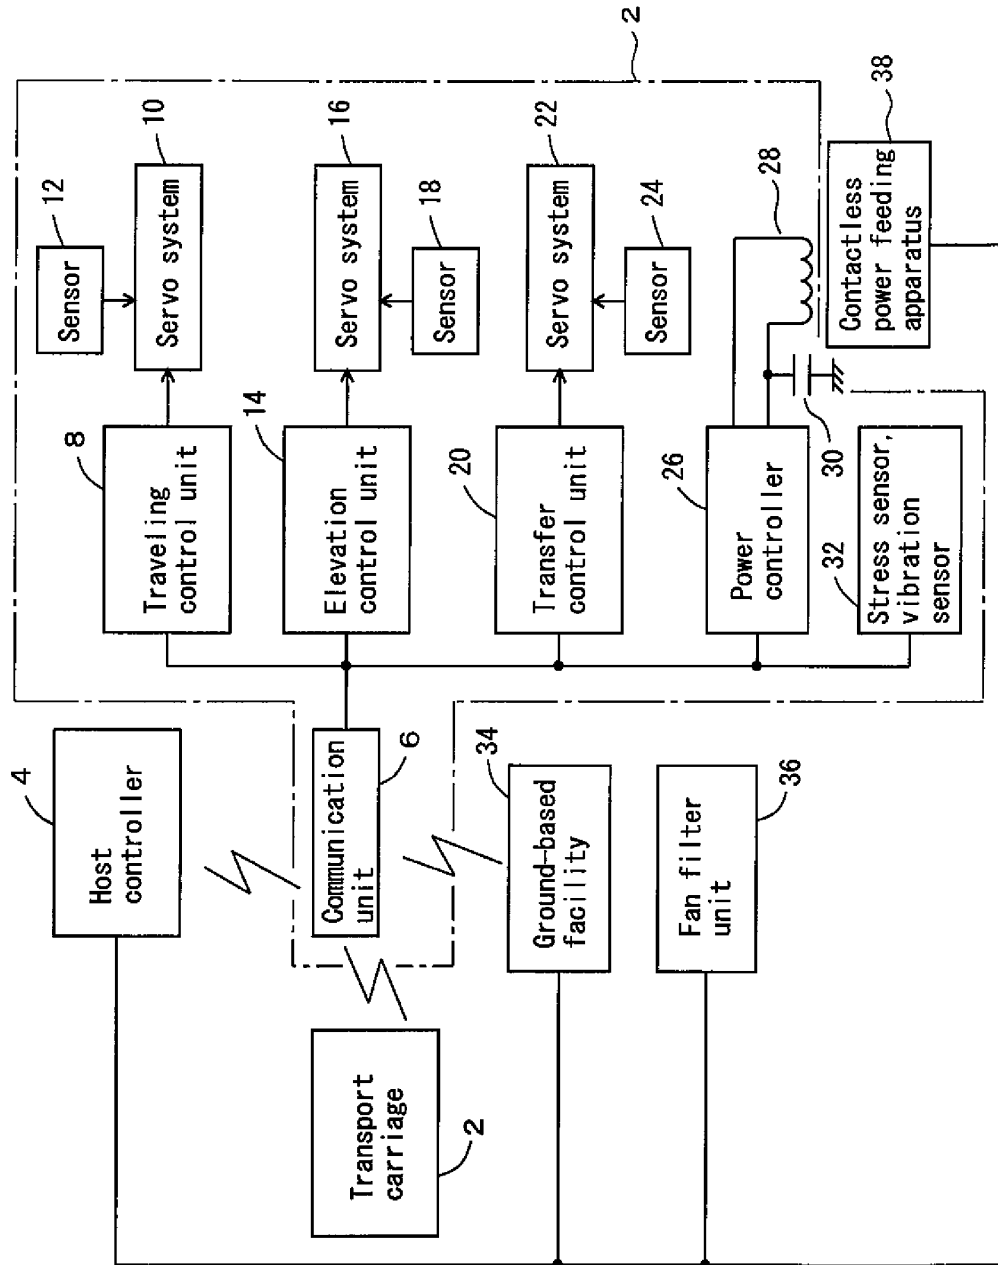 2
Host
controller
4
Transport
carriage
2
Communication
unit
6
Ground-based
facility
34
Fan filter
unit
36
Traveling
control unit
8
Servo system
10
Sensor
12
Elevation
control unit
14
Servo system
16
Sensor
18
Transfer
control unit
20
Servo system
22
Sensor
24
Power
controller
26
28
30
Stress sensor,
vibration
sensor
32
Contactless
power feeding
apparatus
38